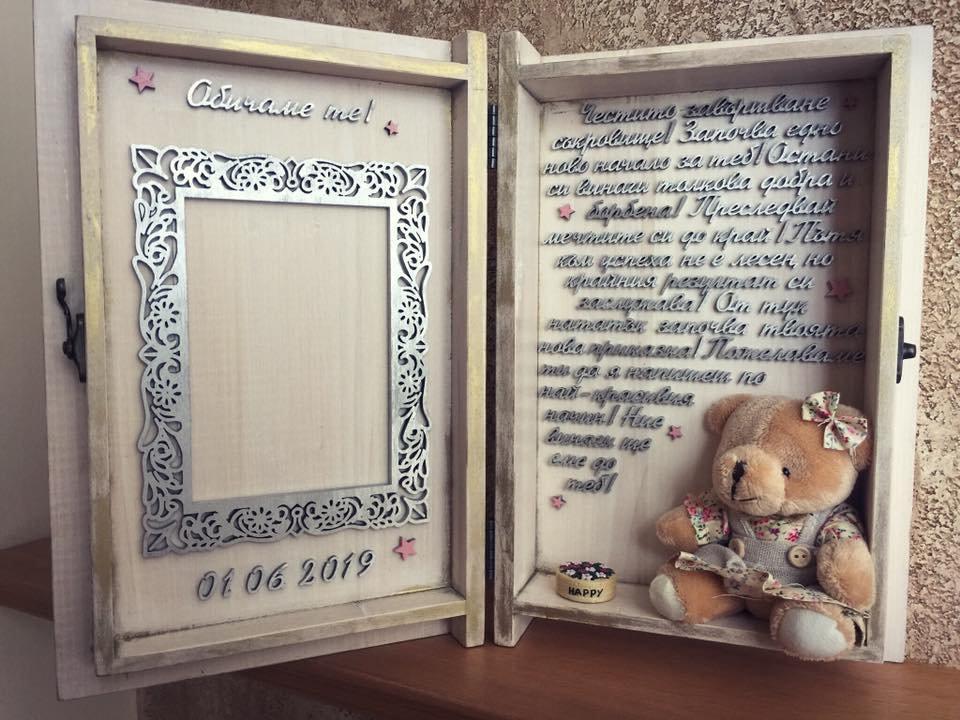 Обичаме те!
01 06 2019
Честито завършване
съкровище! Започва едно
ново начало за теб! Остани
си винаги толкова добра и
борбена! Преследвай
мечтите си до край! Пътя
към успеха не е лесен, но
крайния резултат си
заслужава! От тук
нататък започва твоята
нова приказка! Пожелаваме
ти да я напишеш по
най-красивия
начин! Ние
винаги ще
сме до
теб!
HAPPY